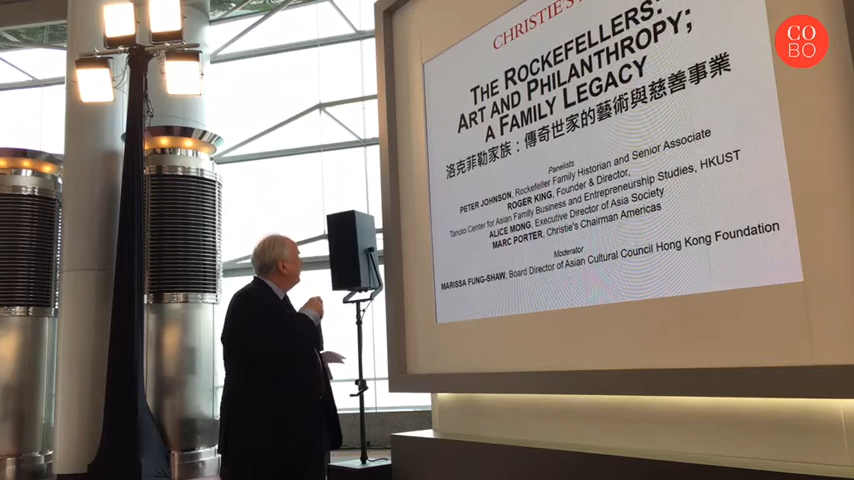 CHRISTIE'S
CO
BO
THE ROCKEFELLERS:
ART AND PHILANTHROPY;
A FAMILY LEGACY
洛克菲勒家族：傳奇世家的藝術與慈善事業
Panelists
PETER JOHNSON, Rockefeller Family Historian and Senior Associate
ROGER KING, Founder & Director,
Tanoto Center for Asian Family Business and Entrepreneurship Studies, HKUST
ALICE MONG, Executive Director of Asia Society
MARC PORTER, Christie's Chairman Americas
Moderator
MARISSA FUNG-SHAW, Board Director of Asian Cultural Council Hong Kong Foundation